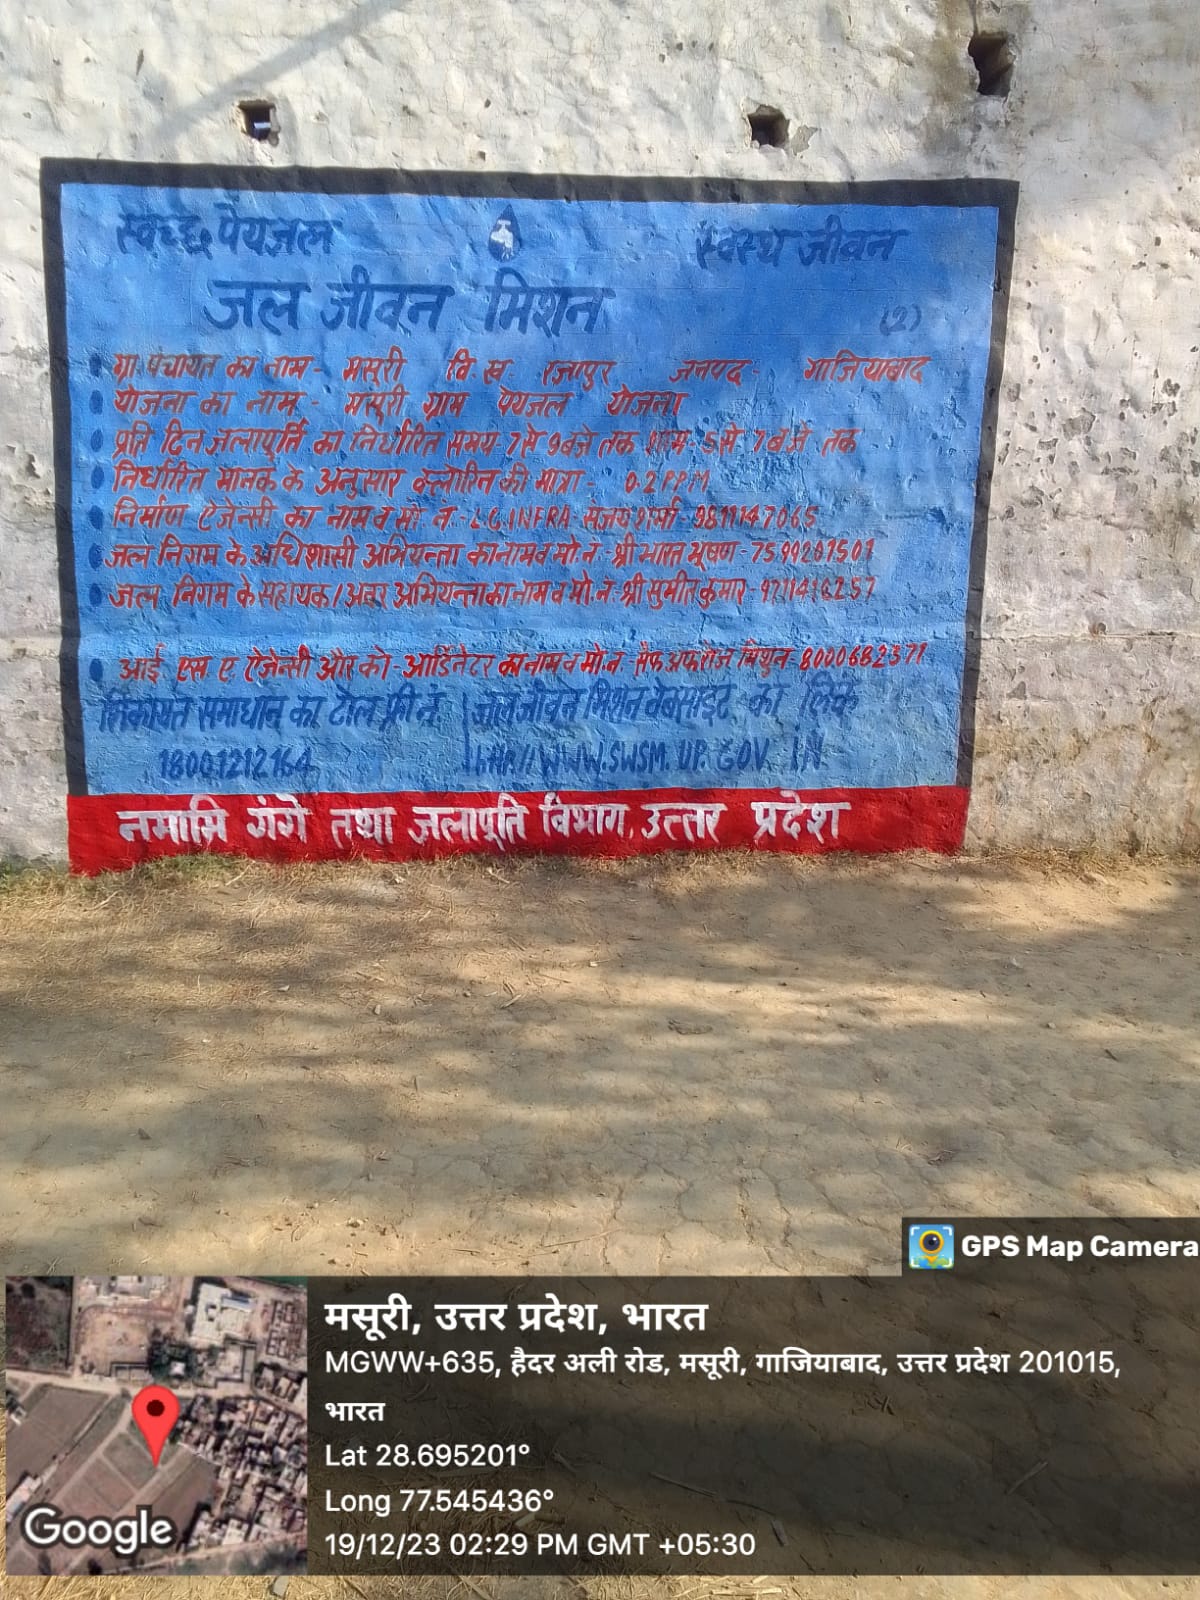 स्वच्छ पेयजल स्वस्थ जीवन
जल जीवन मिशन (2)
ग्रा. पंचायत का नाम - मसूरी वि. ख. रजापुर जनपद - गाजियाबाद
योजना का नाम - मसूरी ग्राम पेयजल योजना
प्रति दिन जलापूर्ति का निर्धारित समय 7 से 9 बजे तक शाम - 5 से 7 बजे तक
निर्धारित मानक के अनुसार क्लोरिन की मात्रा - 0.2 PPM
निर्माण ऐजेन्सी का नाम व मो. न. - L.C. INFRA संजय शर्मा - 9811147065
जल निगम के अधिशासी अभियन्ता का नाम व मो. न. - श्री भारत भूषण - 7599201501
जल निगम के सहायक / अवर अभियन्ता का नाम व मो. न. श्री सुमीत कुमार -
आई एस ए ऐजेन्सी और को-आर्डिनेटर का नाम व मो. न. - सैफ अफरोज मिथुन - 8000682371
शिकायत समाधान का टोल फ्री नं. जल जीवन मिशन वेबसाइट का लिंक
18001212164 http://WWW.SWSM.UP.GOV.IN
नमामि गंगे तथा जलापूर्ति विभाग, उत्तर प्रदेश
GPS Map Camera
मसूरी, उत्तर प्रदेश, भारत
MGWW+635, हैदर अली रोड, मसूरी, गाजियाबाद, उत्तर प्रदेश 201015,
भारत
Lat 28.695201°
Long 77.545436°
19/12/23 02:29 PM GMT +05:30
Google